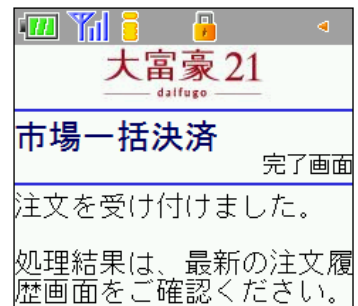 大富豪21
daifugo
市場一括決済
完了画面
注文を受け付けました。
処理結果は、最新の注文履
歴画面をご確認ください。